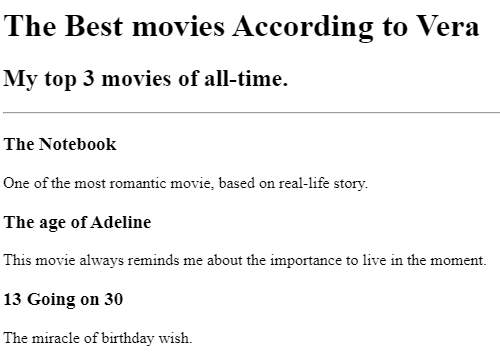 The Best movies According to Vera
My top 3 movies of all-time.
The Notebook
One of the most romantic movie, based on real-life story.
The age of Adeline
This movie always reminds me about the importance to live in the moment.
13 Going on 30
The miracle of birthday wish.